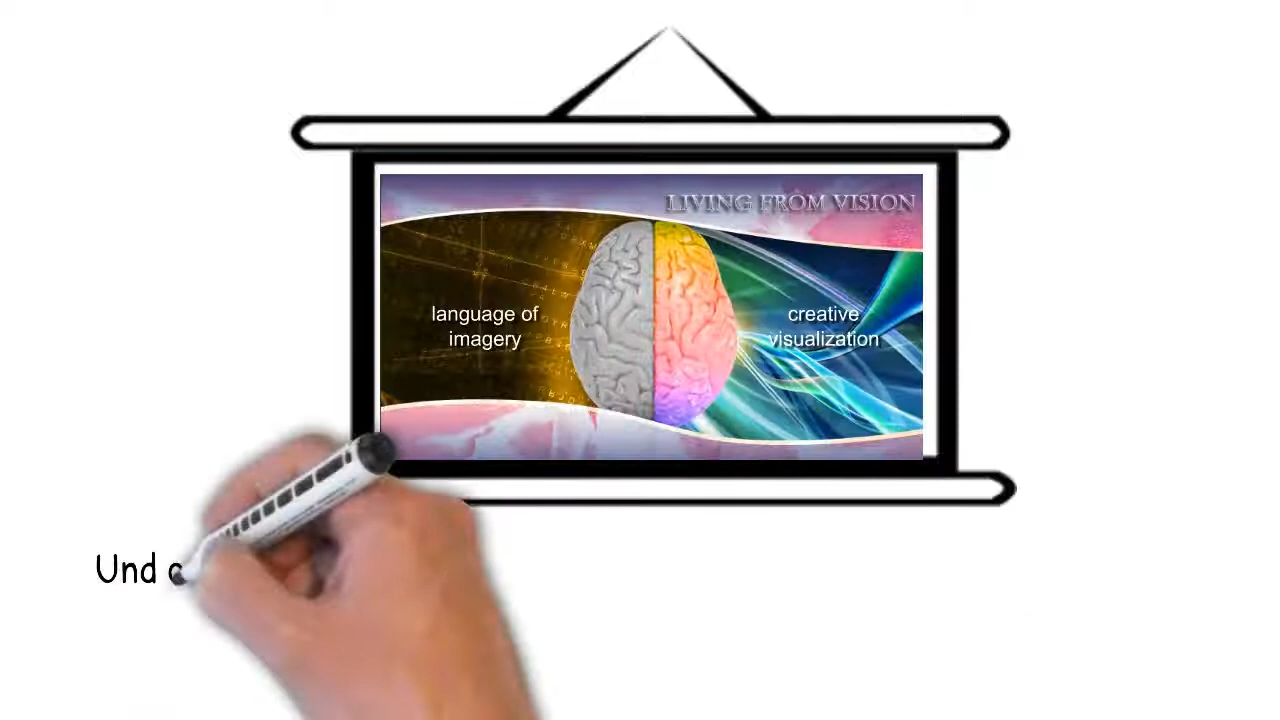 LIVING FROM VISION
language of
imagery
creative
visualization
Und